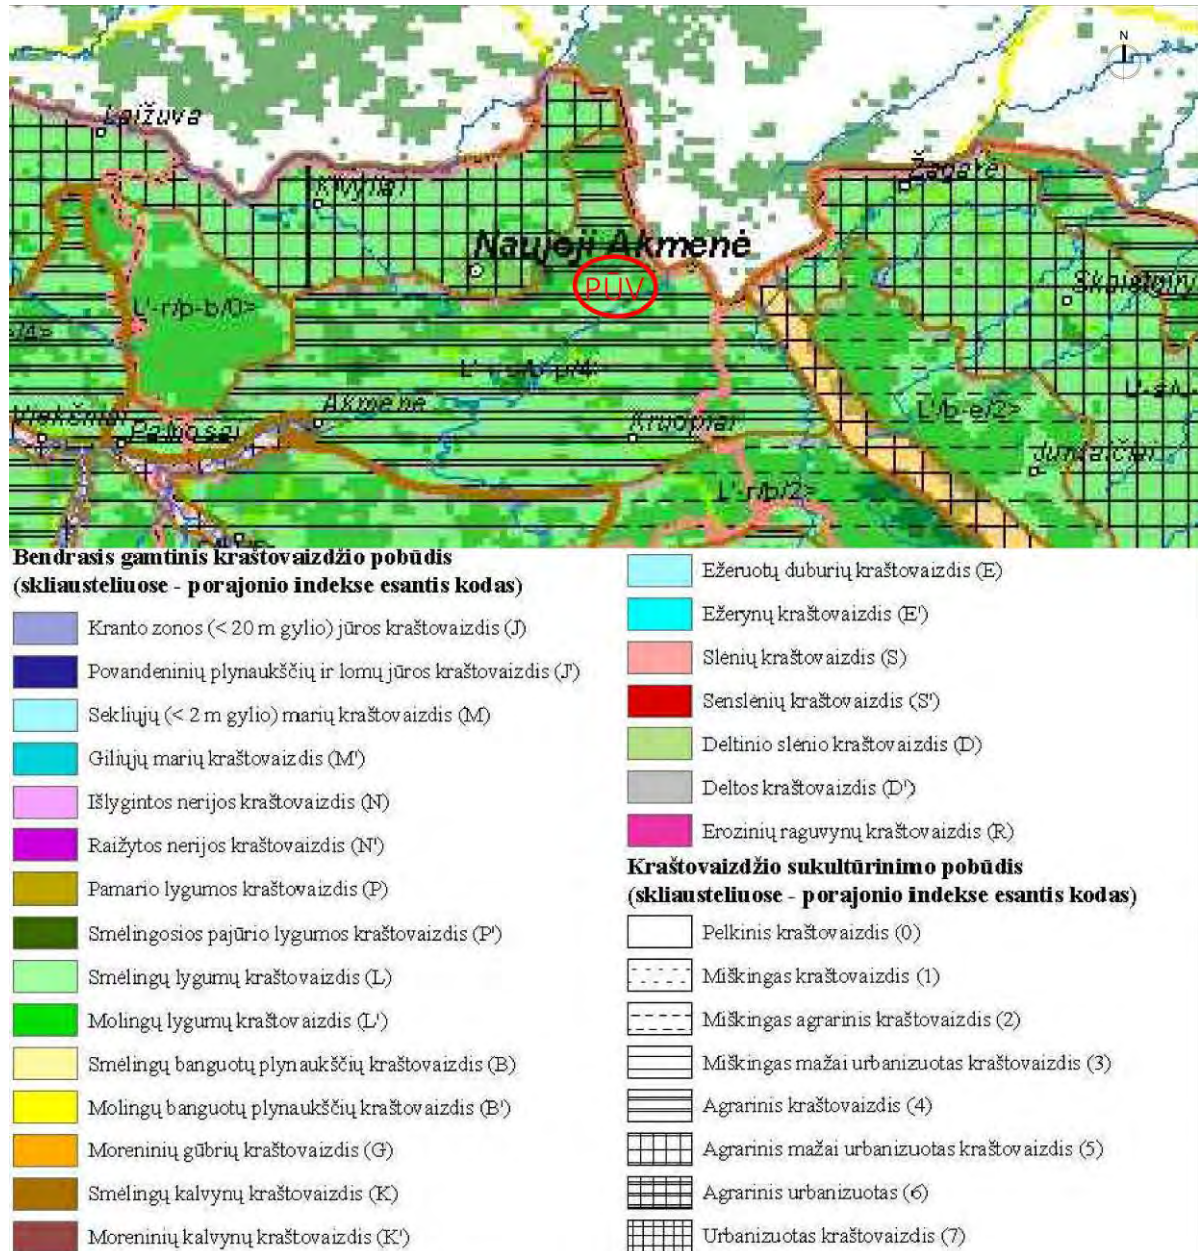 N
Laižuva
Klykiai
Žagarė
Naujoji Akmenė
PŪV
L'-r/p-b/0>
/4>
Akmenė
Kruopiai
L'/b-e/2>
L'-r/b/2>
Bendrasis gamtinis kraštovaizdžio pobūdis
(skliausteliuose - porajonio indekse esantis kodas)
Kranto zonos (< 20 m gylio) jūros kraštovaizdis (J)
Povandeninių plynaukščių ir lomų jūros kraštovaizdis (J')
Sekliųjų (< 2 m gylio) marių kraštovaizdis (M)
Giliųjų marių kraštovaizdis (M')
Išlygintos nerijos kraštovaizdis (N)
Raižytos nerijos kraštovaizdis (N')
Pamario lygumos kraštovaizdis (P)
Smėlingosios pajūrio lygumos kraštovaizdis (P')
Smėlingų lygumų kraštovaizdis (L)
Molingų lygumų kraštovaizdis (L')
Smėlingų banguotų plynaukščių kraštovaizdis (B)
Molingų banguotų plynaukščių kraštovaizdis (B')
Moreninių gūbrių kraštovaizdis (G)
Smėlingų kalvynų kraštovaizdis (K)
Moreninių kalvynų kraštovaizdis (K')
Ežeruotų duburių kraštovaizdis (E)
Ežerynų kraštovaizdis (E')
Slėnių kraštovaizdis (S)
Senslėnių kraštovaizdis (S')
Deltinio slėnio kraštovaizdis (D)
Deltos kraštovaizdis (D')
Erozinių raguvynų kraštovaizdis (R)
Kraštovaizdžio sukultūrinimo pobūdis
(skliausteliuose - porajonio indekse esantis kodas)
Pelkinis kraštovaizdis (0)
Miškingas kraštovaizdis (1)
Miškingas agrarinis kraštovaizdis (2)
Miškingas mažai urbanizuotas kraštovaizdis (3)
Agrarinis kraštovaizdis (4)
Agrarinis mažai urbanizuotas kraštovaizdis (5)
Agrarinis urbanizuotas (6)
Urbanizuotas kraštovaizdis (7)